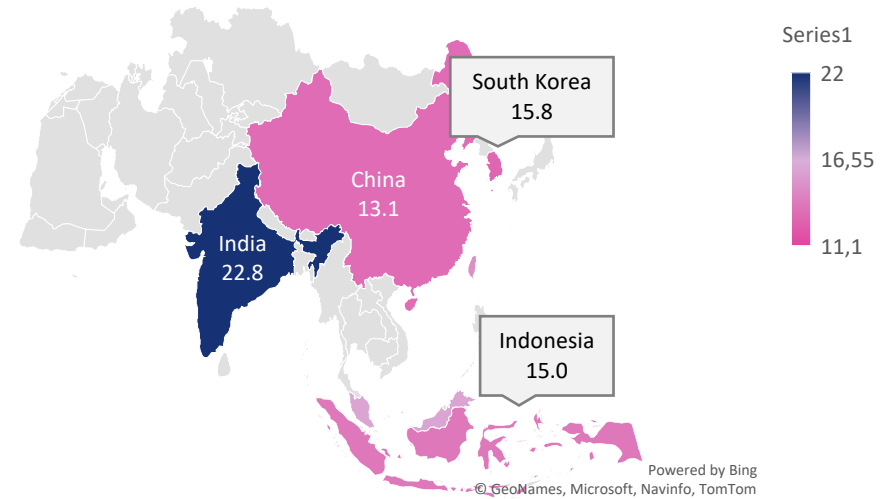 Series1
22
16,55
11,1
South Korea
15.8
China
13.1
India
22.8
Indonesia
15.0
Powered by Bing
© GeoNames, Microsoft, Navinfo, TomTom